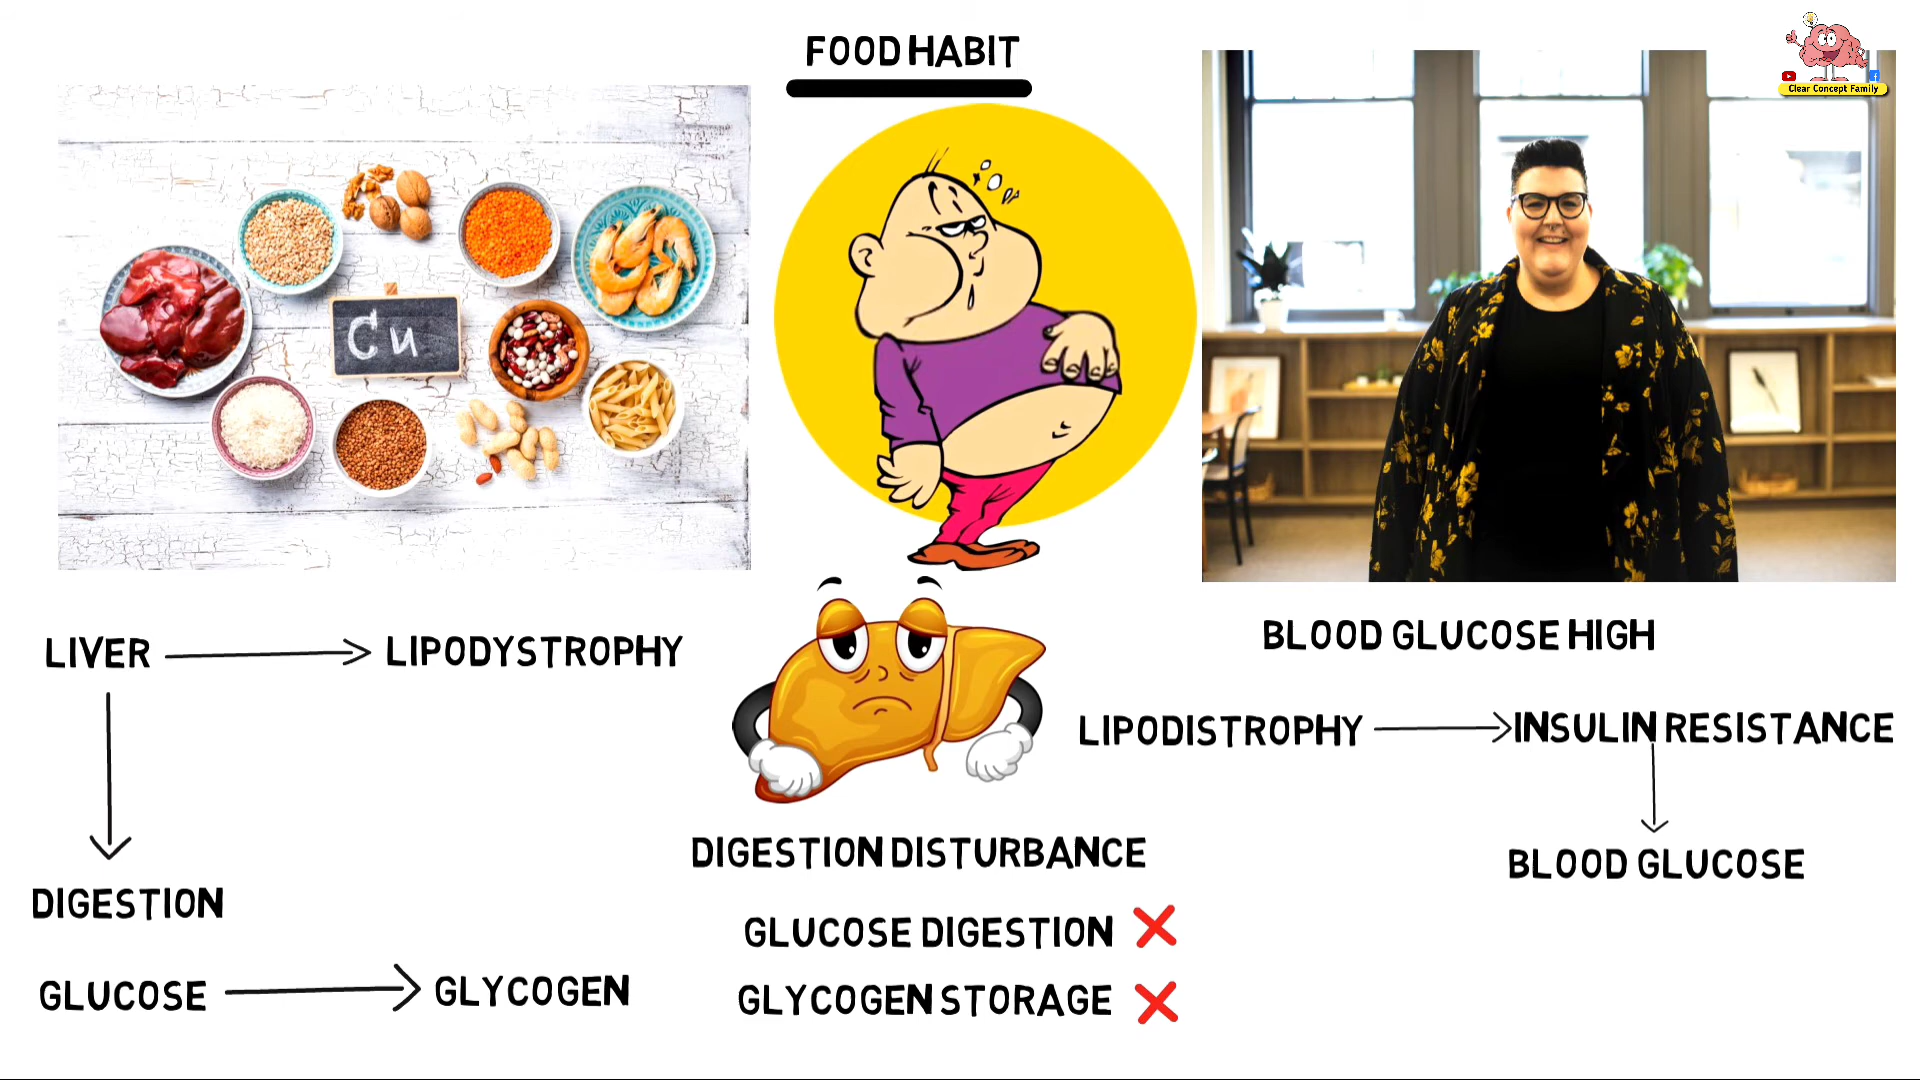 FOOD HABIT
Clear Concept Family
Cu
LIVER
LIPODYSTROPHY
DIGESTION
GLUCOSE
GLYCOGEN
DIGESTION DISTURBANCE
GLUCOSE DIGESTION
GLYCOGEN STORAGE
BLOOD GLUCOSE HIGH
LIPODISTROPHY
INSULIN RESISTANCE
BLOOD GLUCOSE